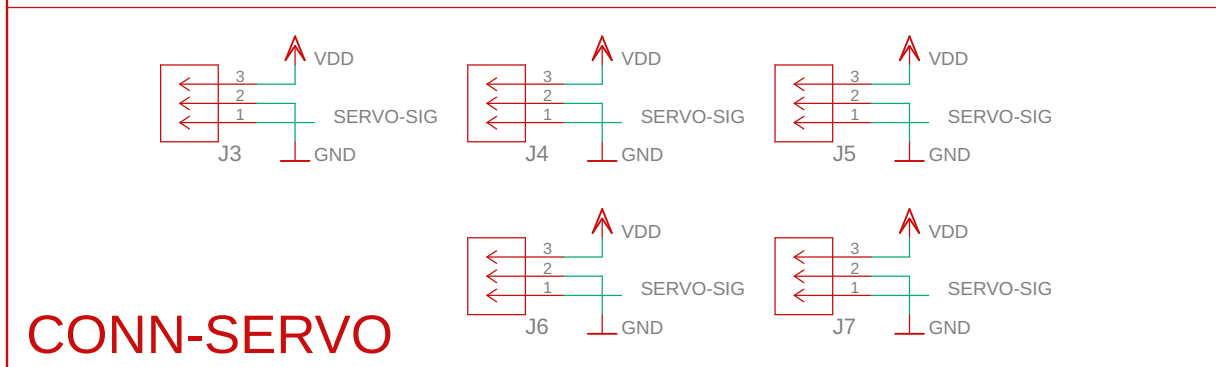 VDD VDD VDD
3 3 3
2 2 2
1 SERVO-SIG 1 SERVO-SIG 1 SERVO-SIG
J3 GND J4 GND J5 GND
VDD VDD
3 3
2 2
1 SERVO-SIG 1 SERVO-SIG
J6 GND J7 GND
CONN-SERVO